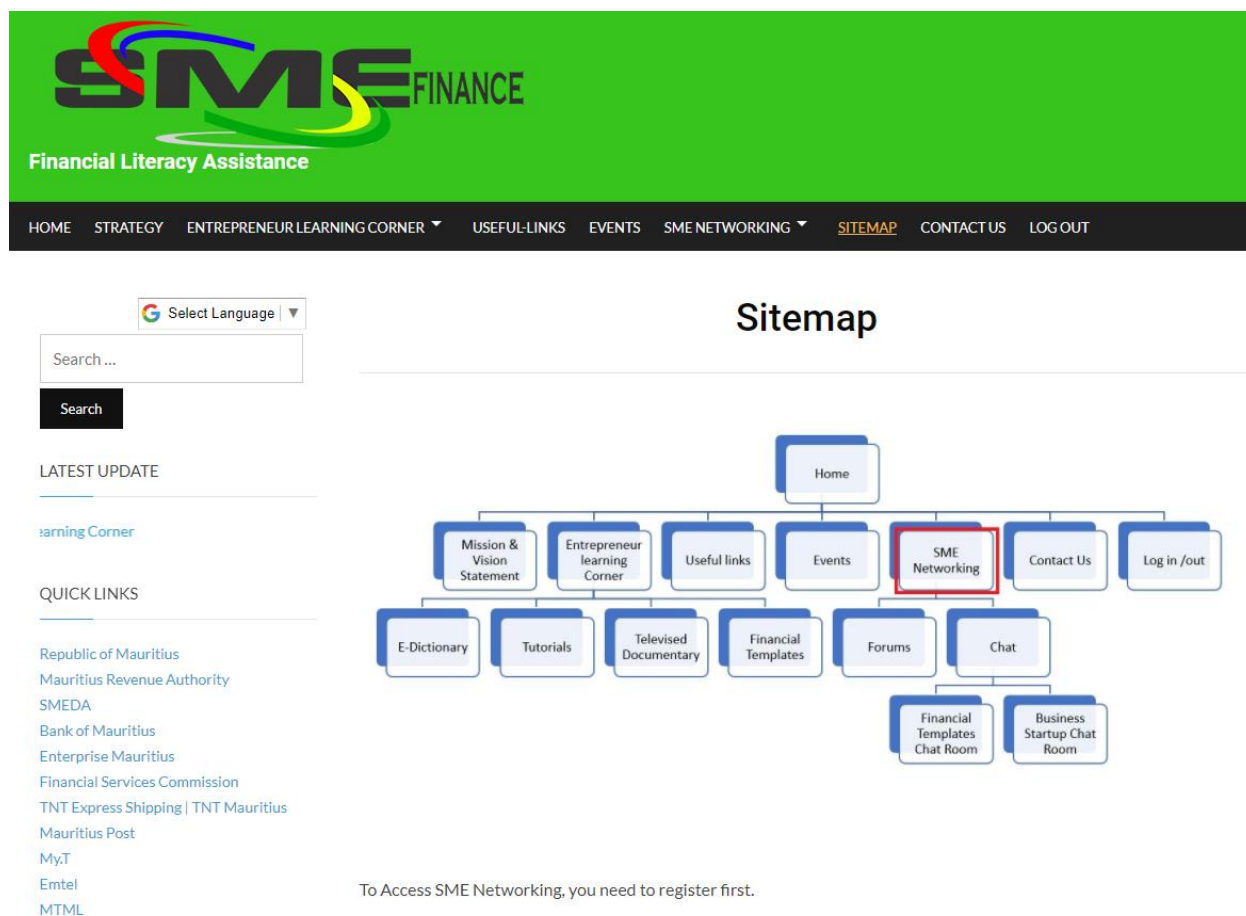 SME FINANCE
Financial Literacy Assistance
HOME STRATEGY ENTREPRENEUR LEARNING CORNER USEFUL-LINKS EVENTS SME NETWORKING SITEMAP CONTACT US LOG OUT
Select Language
Search ...
Search
LATEST UPDATE
earning Corner
QUICK LINKS
Republic of Mauritius
Mauritius Revenue Authority
SMEDA
Bank of Mauritius
Enterprise Mauritius
Financial Services Commission
TNT Express Shipping | TNT Mauritius
Mauritius Post
My.T
Emtel
MTML
Sitemap
Home
Mission &
Vision
Statement
Entrepreneur
learning
Corner
Useful links
Events
SME
Networking
Contact Us
Log in /out
E-Dictionary
Tutorials
Televised
Documentary
Financial
Templates
Forums
Chat
Financial
Templates
Chat Room
Business
Startup Chat
Room
To Access SME Networking, you need to register first.